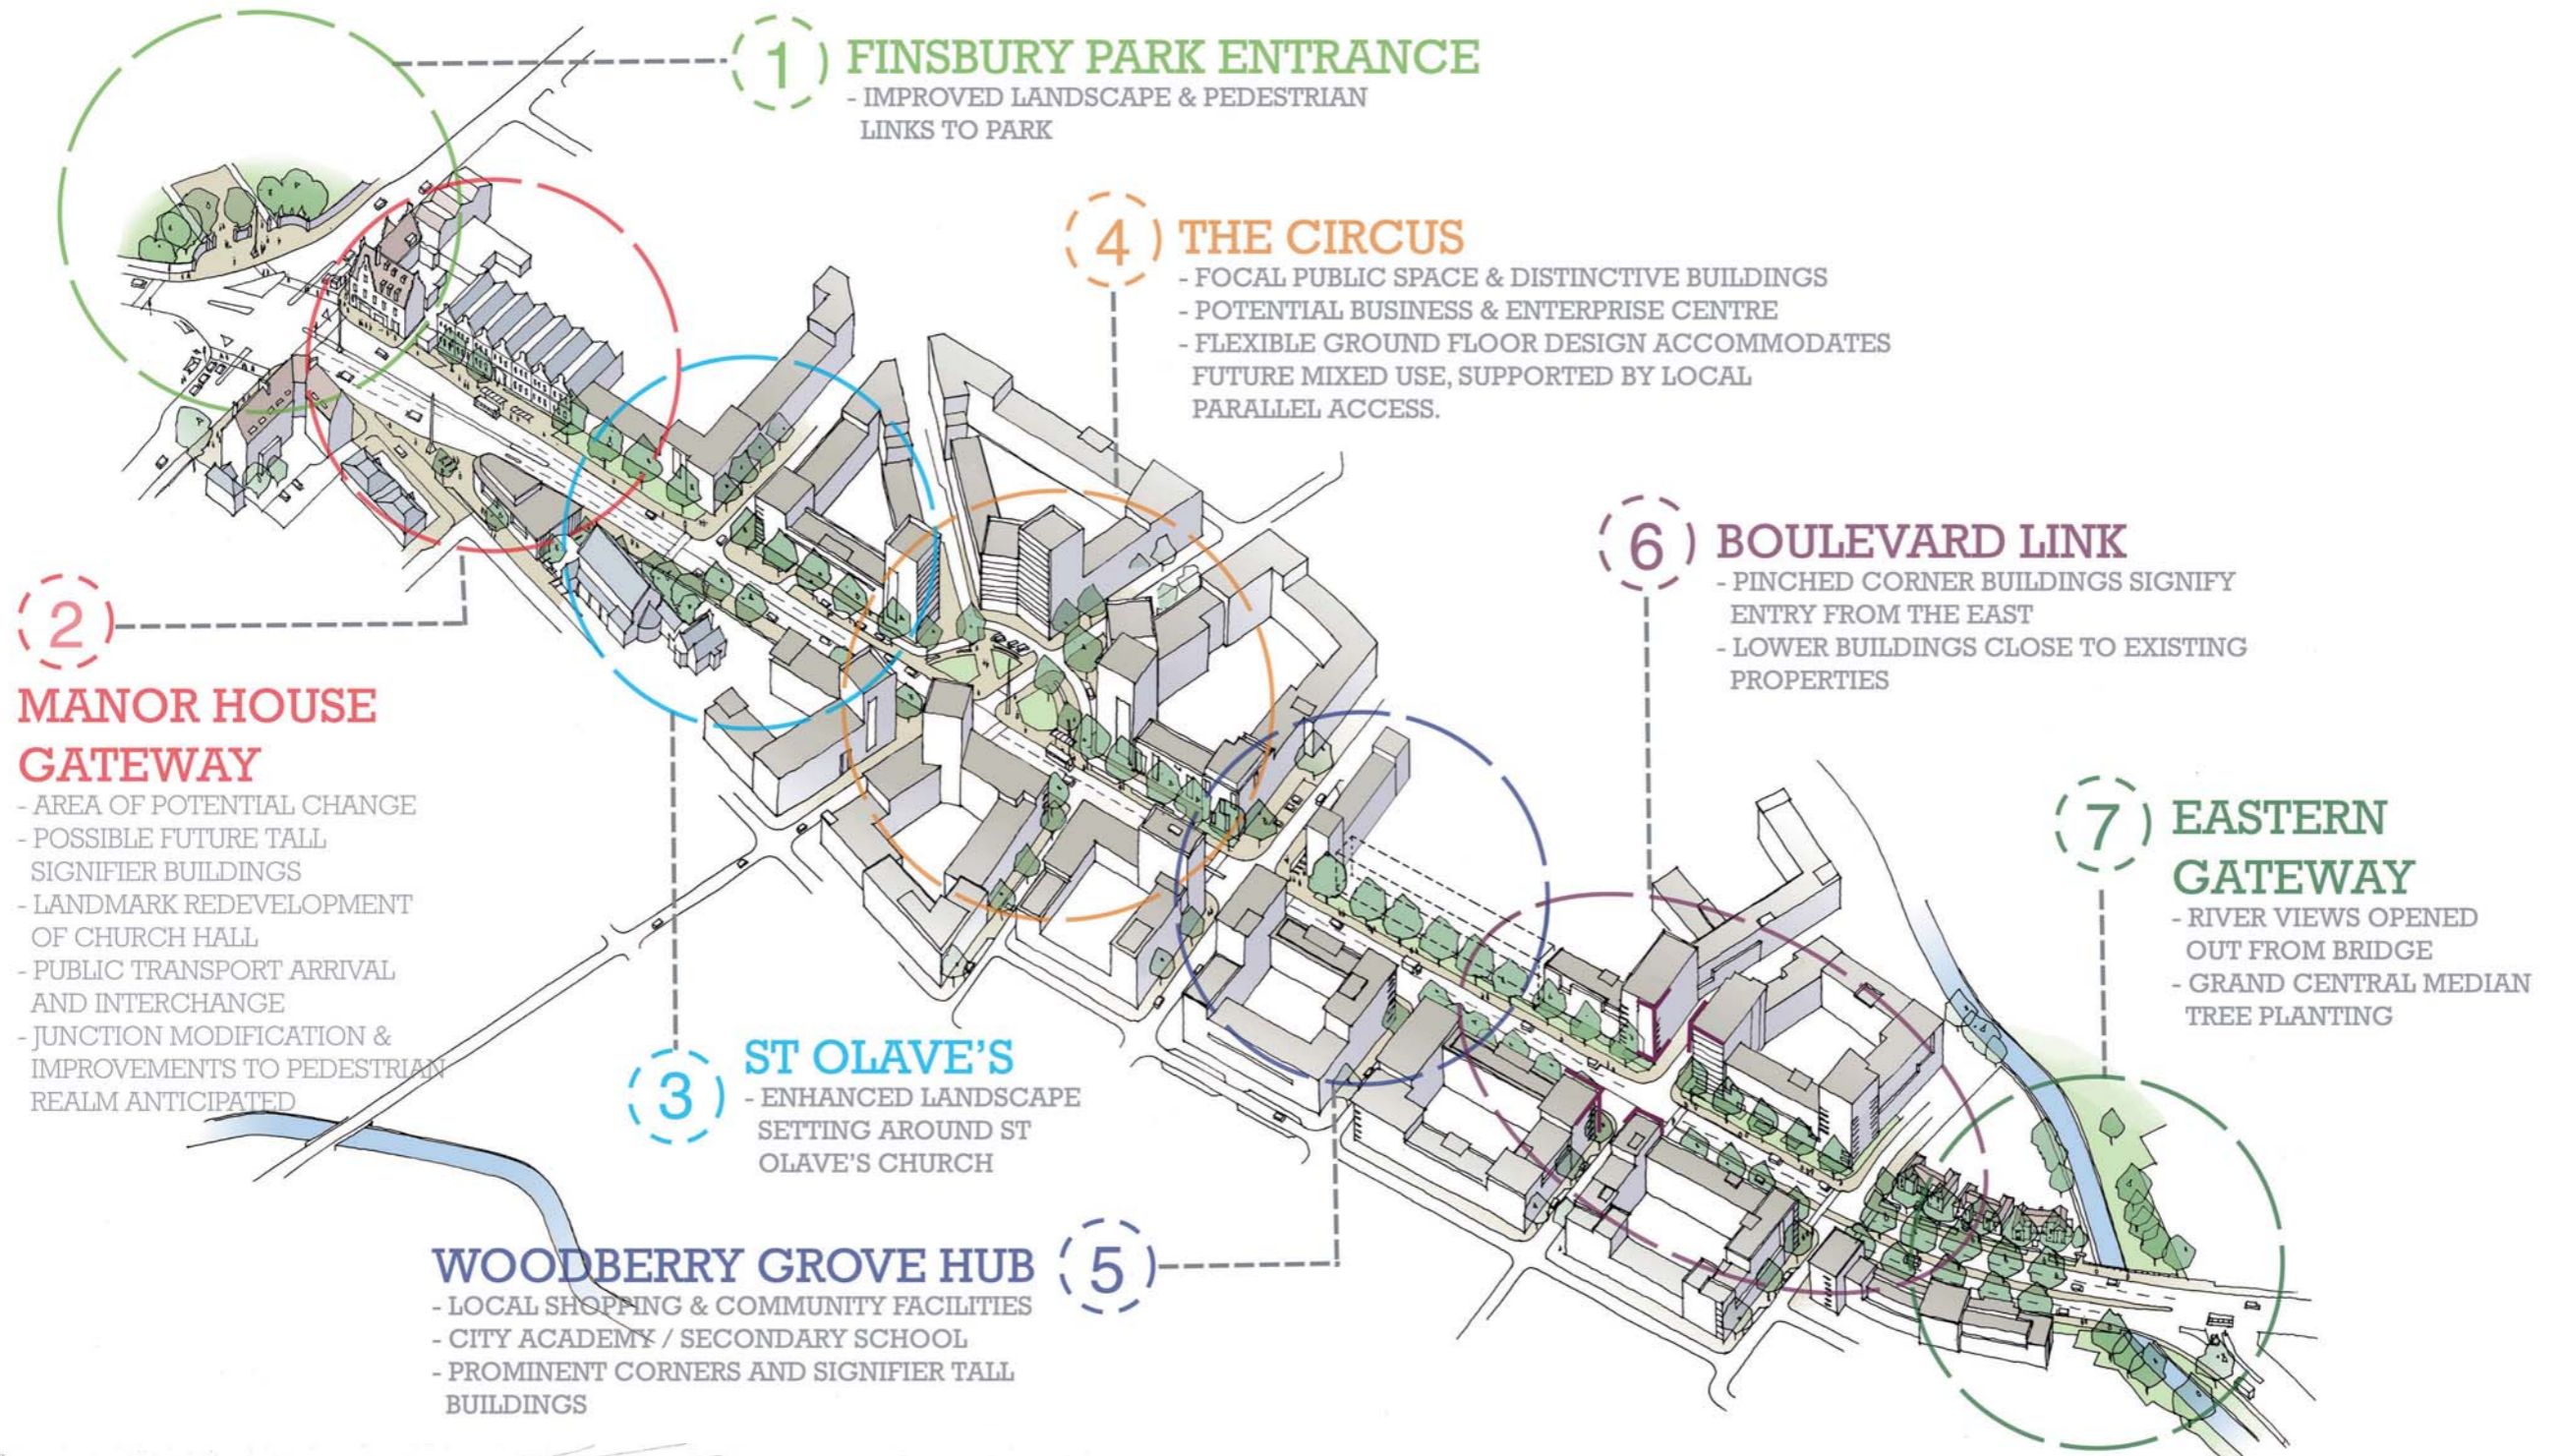 1
FINSBURY PARK ENTRANCE
- IMPROVED LANDSCAPE & PEDESTRIAN
LINKS TO PARK
4
THE CIRCUS
- FOCAL PUBLIC SPACE & DISTINCTIVE BUILDINGS
- POTENTIAL BUSINESS & ENTERPRISE CENTRE
- FLEXIBLE GROUND FLOOR DESIGN ACCOMMODATES
FUTURE MIXED USE, SUPPORTED BY LOCAL
PARALLEL ACCESS.
6
BOULEVARD LINK
- PINCHED CORNER BUILDINGS SIGNIFY
ENTRY FROM THE EAST
- LOWER BUILDINGS CLOSE TO EXISTING
PROPERTIES
2
MANOR HOUSE
GATEWAY
- AREA OF POTENTIAL CHANGE
- POSSIBLE FUTURE TALL
SIGNIFIER BUILDINGS
- LANDMARK REDEVELOPMENT
OF CHURCH HALL
- PUBLIC TRANSPORT ARRIVAL
AND INTERCHANGE
- JUNCTION MODIFICATION &
IMPROVEMENTS TO PEDESTRIAN
REALM ANTICIPATED
7
EASTERN
GATEWAY
- RIVER VIEWS OPENED
OUT FROM BRIDGE
- GRAND CENTRAL MEDIAN
TREE PLANTING
3
ST OLAVE'S
- ENHANCED LANDSCAPE
SETTING AROUND ST
OLAVE'S CHURCH
WOODBERRY GROVE HUB
5
- LOCAL SHOPPING & COMMUNITY FACILITIES
- CITY ACADEMY / SECONDARY SCHOOL
- PROMINENT CORNERS AND SIGNIFIER TALL
BUILDINGS